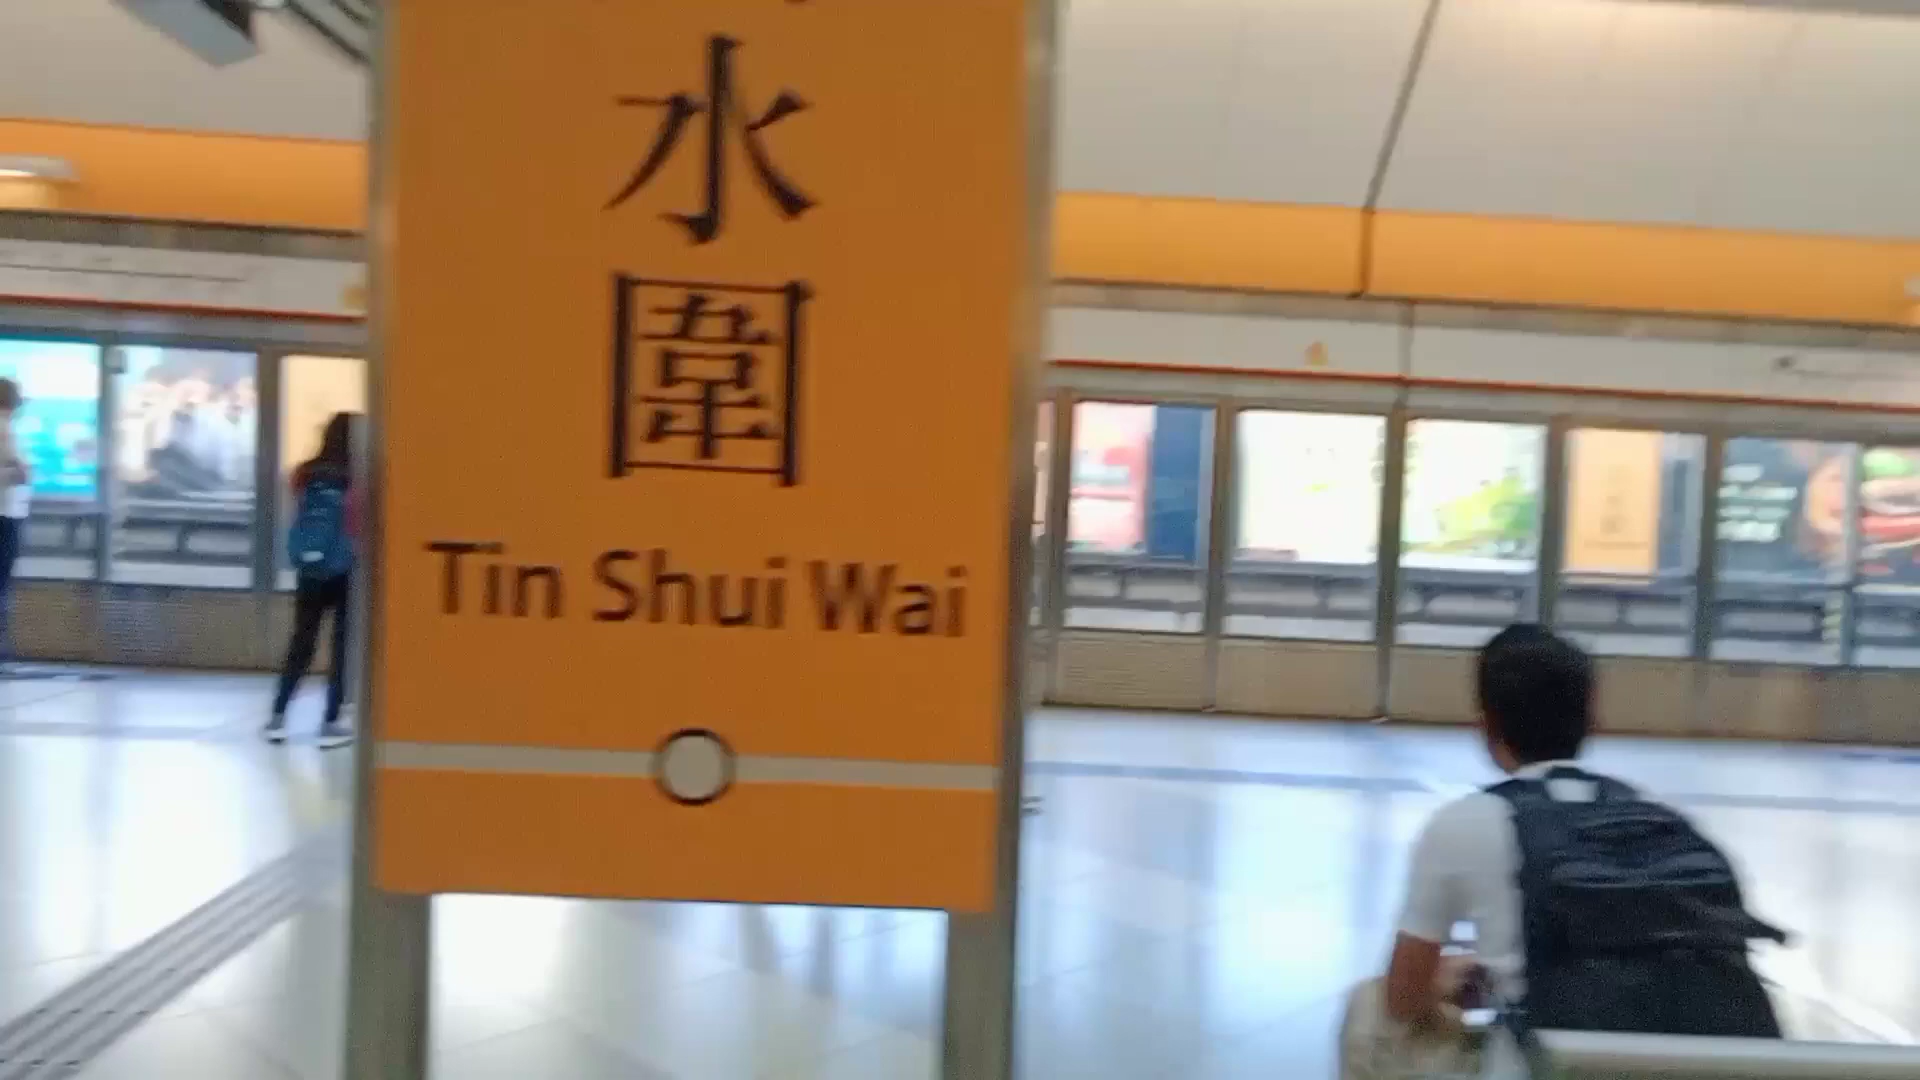 水
圍
Tin Shui Wai